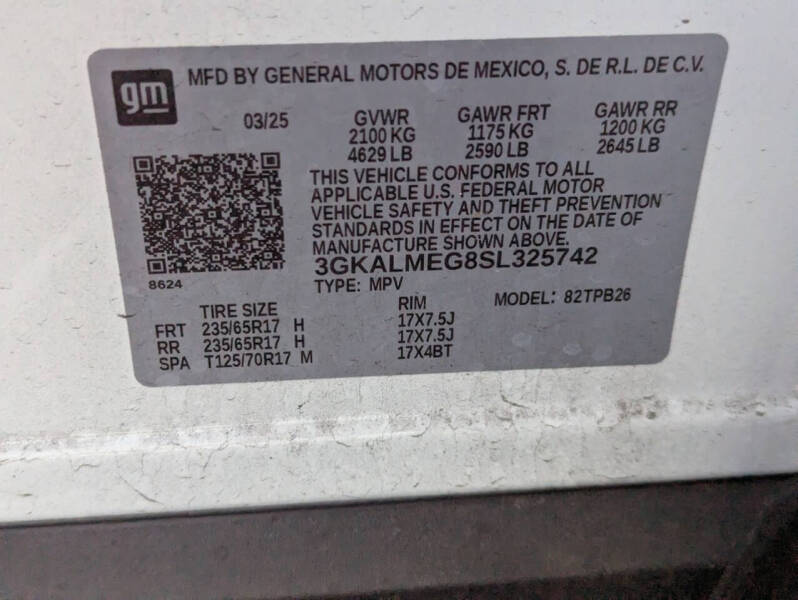 gm
MFD BY GENERAL MOTORS DE MEXICO, S. DE R.L. DE C.V.
03/25 GVWR GAWR FRT GAWR RR
2100 KG 1175 KG 1200 KG
4629 LB 2590 LB 2645 LB
THIS VEHICLE CONFORMS TO ALL
APPLICABLE U.S. FEDERAL MOTOR
VEHICLE SAFETY AND THEFT PREVENTION
STANDARDS IN EFFECT ON THE DATE OF
MANUFACTURE SHOWN ABOVE.
8624
3GKALMEG8SL325742
TYPE: MPV MODEL: 82TPB26
TIRE SIZE RIM
FRT 235/65R17 H 17X7.5J
RR 235/65R17 H 17X7.5J
SPA T125/70R17 M 17X4BT